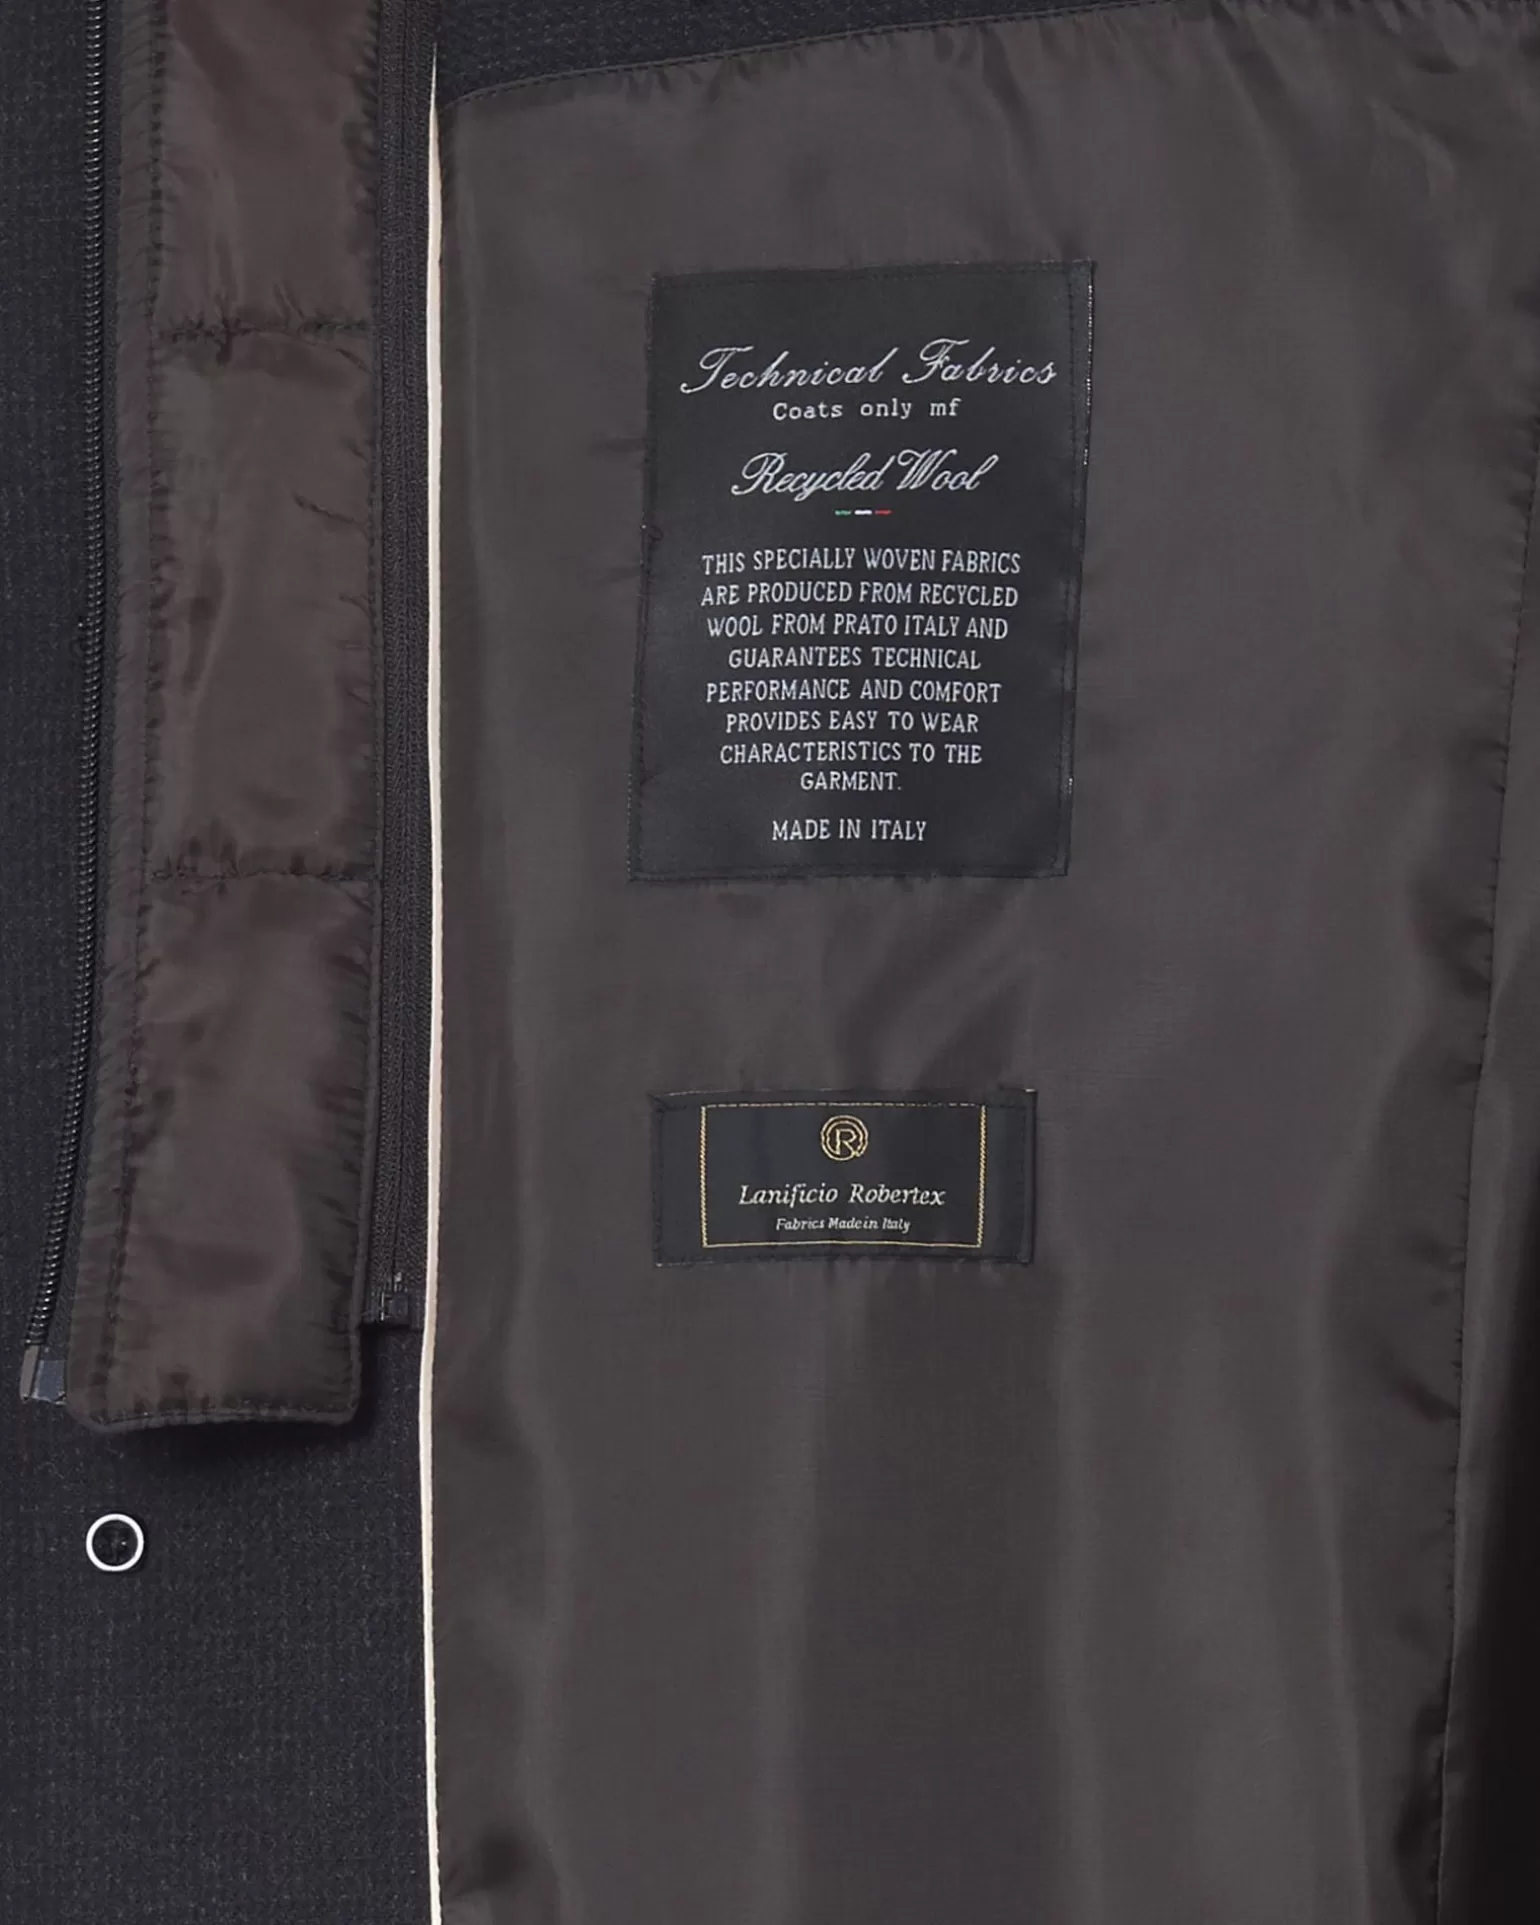 Technical Fabrics
Coats only mf
Recycled Wool
THIS SPECIALLY WOVEN FABRICS
ARE PRODUCED FROM RECYCLED
WOOL FROM PRATO ITALY AND
GUARANTEES TECHNICAL
PERFORMANCE AND COMFORT
PROVIDES EASY TO WEAR
CHARACTERISTICS TO THE
GARMENT.
MADE IN ITALY
R
Lanificio Robertex
Fabrics Made in Italy